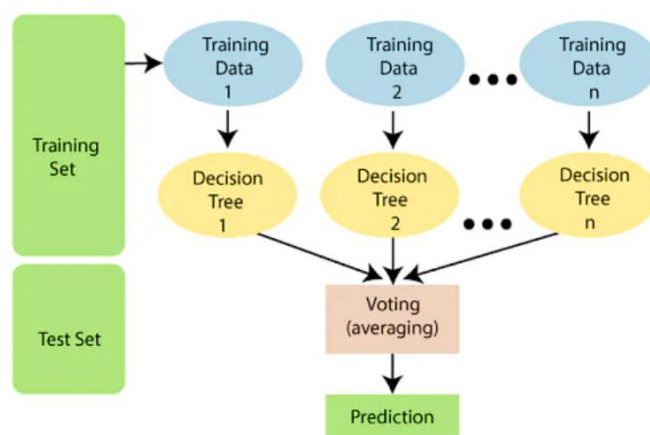 Training
Set
Test Set
Training
Data
1
Training
Data
2
Training
Data
n
Decision
Tree
1
Decision
Tree
2
Decision
Tree
n
Voting
(averaging)
Prediction